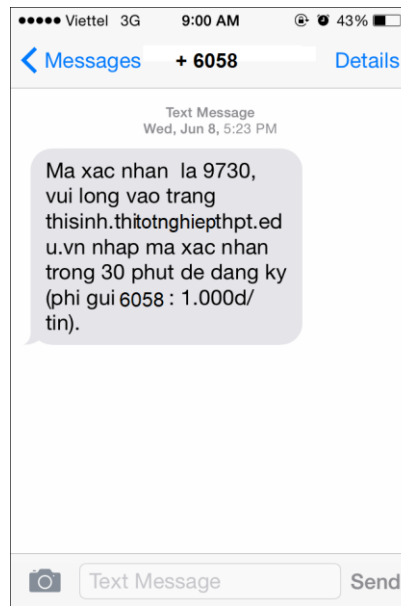 Viettel 3G 9:00 AM 43%
Messages + 6058 Details
Text Message
Wed, Jun 8, 5:23 PM
Ma xac nhan la 9730,
vui long vao trang
thisinh.thitotnghiepthpt.ed
u.vn nhap ma xac nhan
trong 30 phut de dang ky
(phi gui 6058 : 1.000d/
tin).
Text Message Send